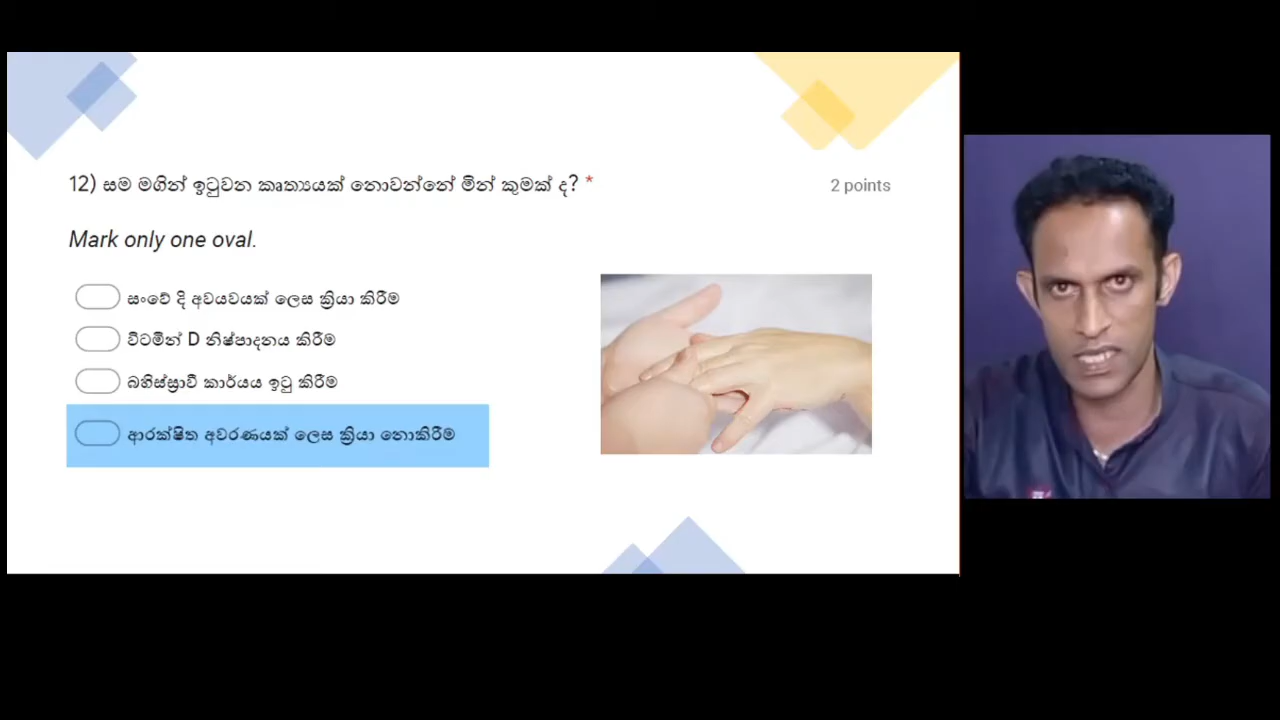 12) සම මගින් ඉටුවන කෘත්‍යයක් නොවන්නේ මින් කුමක් ද? *
2 points
Mark only one oval.
සංවේ දි අවයවයක් ලෙස ක්‍රියා කිරීම
විටමින් D නිෂ්පාදනය කිරීම
බහිස්ස්‍රාවී කාර්යය ඉටු කිරීම
ආරක්ෂිත අවරණයක් ලෙස ක්‍රියා නොකිරීම